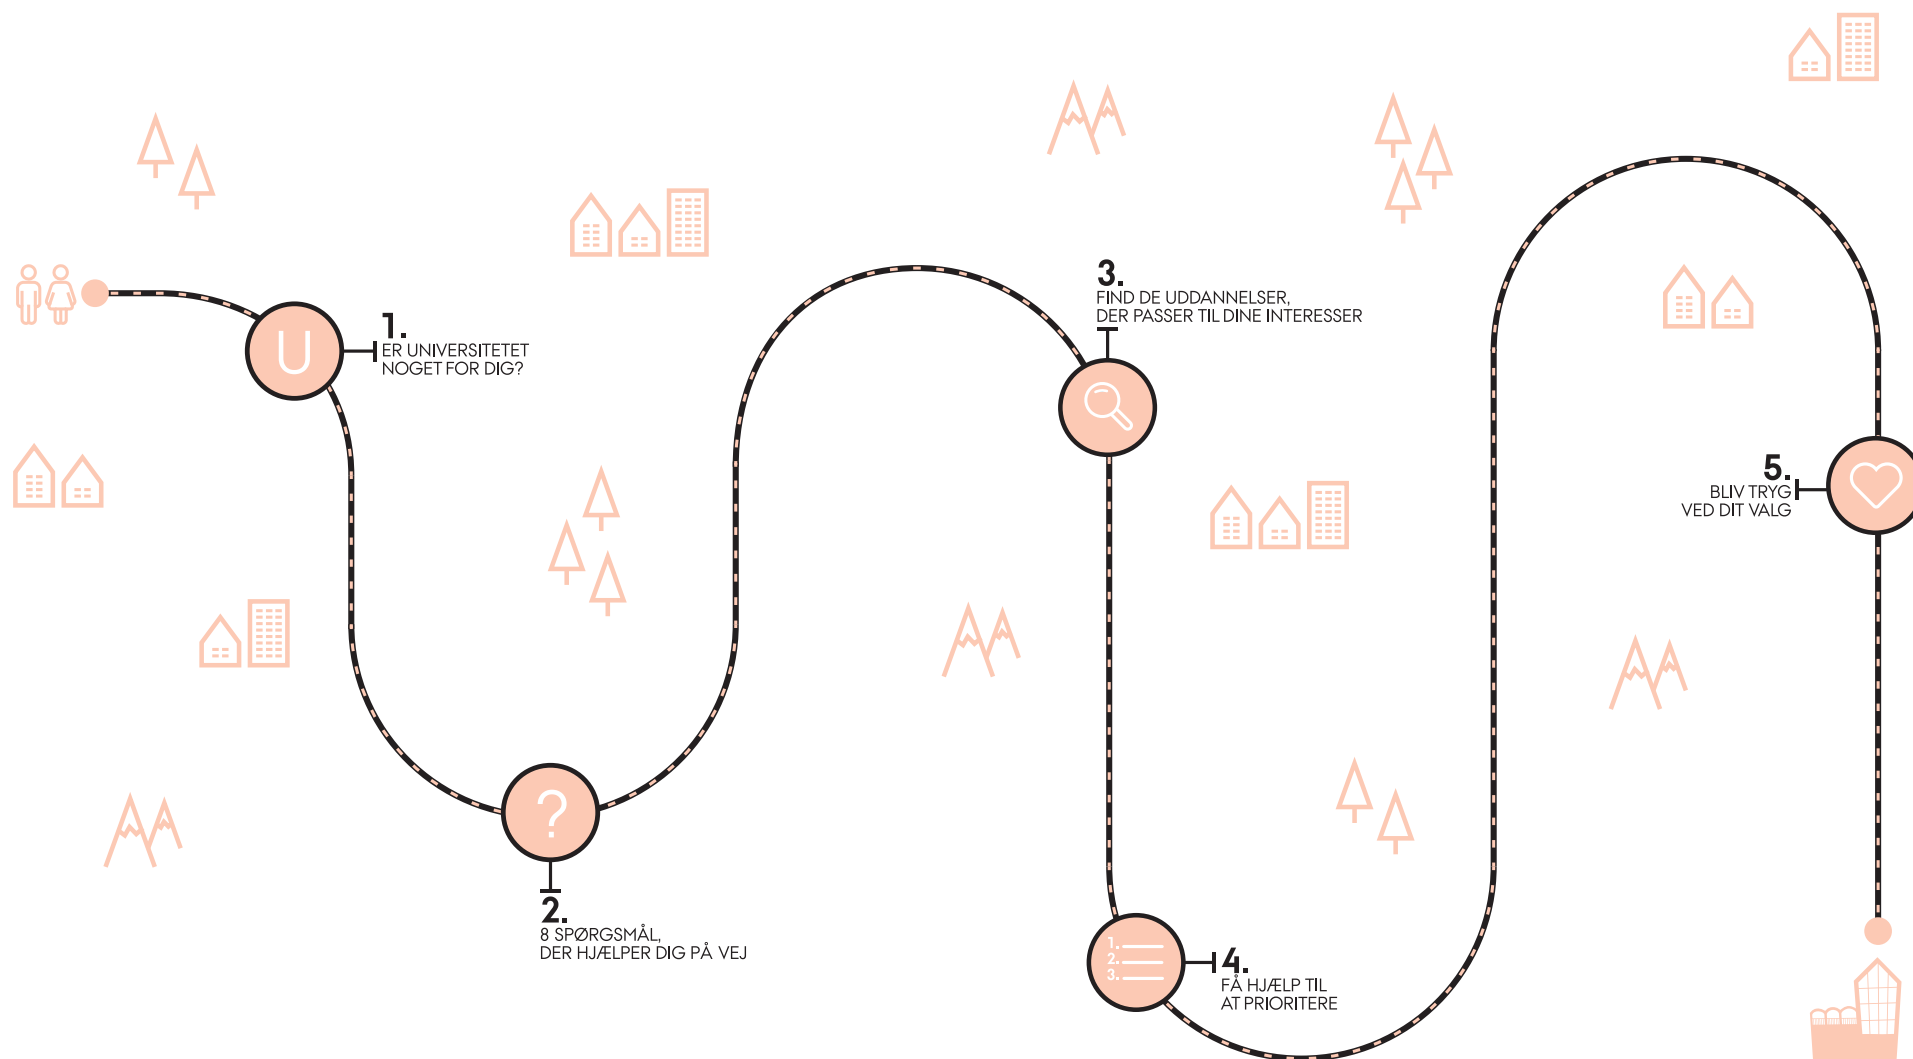 U
1.
ER UNIVERSITETET
NOGET FOR DIG?
?
2.
8 SPØRGSMÅL,
DER HJÆLPER DIG PÅ VEJ
3.
FIND DE UDDANNELSER,
DER PASSER TIL DINE INTERESSER
1.
2.
3.
4.
FÅ HJÆLP TIL
AT PRIORITERE
5.
BLIV TRYG
VED DIT VALG